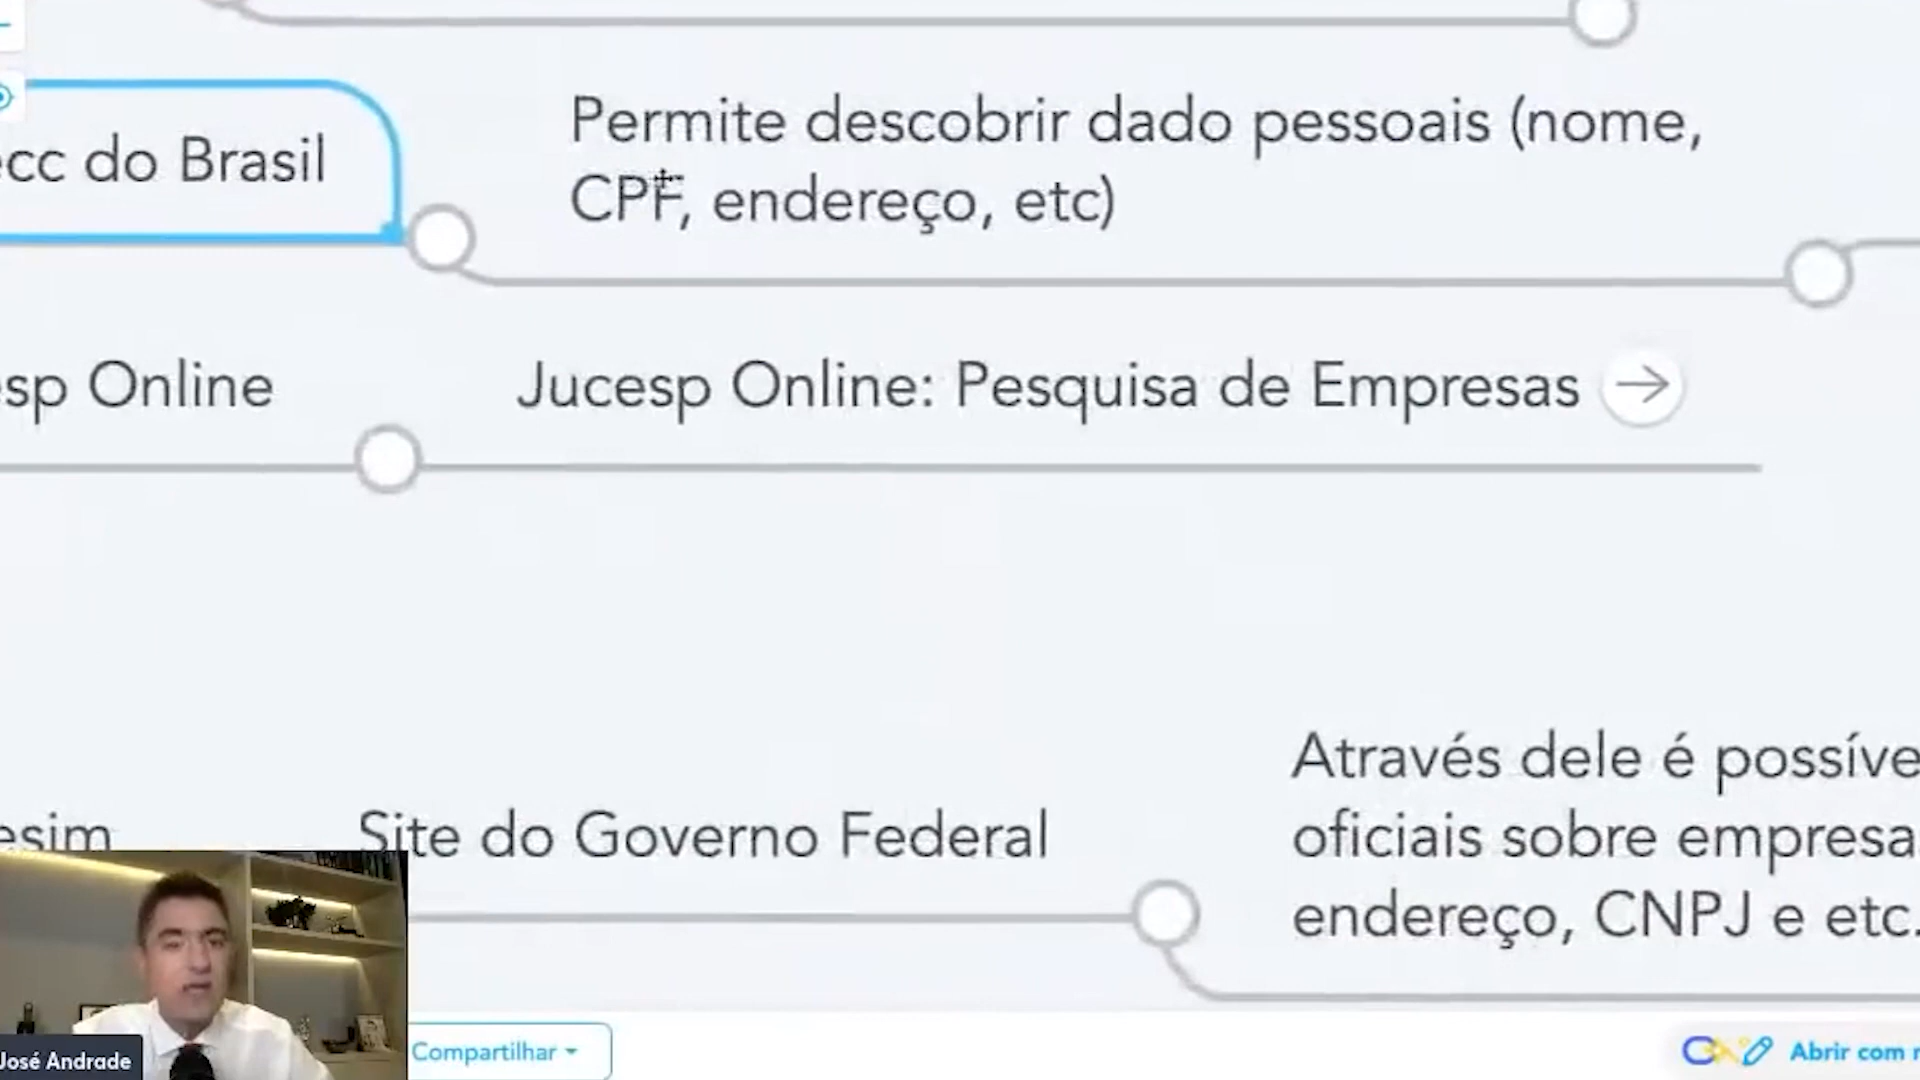 ecc do Brasil
Permite descobrir dado pessoais (nome,
CPF, endereço, etc)
sp Online
Jucesp Online: Pesquisa de Empresas
esim
Site do Governo Federal
Através dele é possíve
oficiais sobre empresa
endereço, CNPJ e etc.
José Andrade
Compartilhar
Abrir com